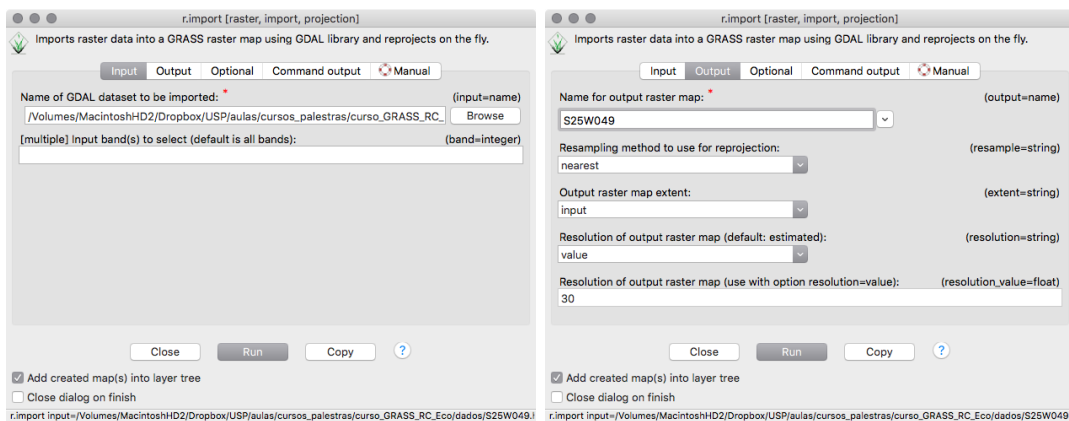 r.import [raster, import, projection]
Imports raster data into a GRASS raster map using GDAL library and reprojects on the fly.
Input Output Optional Command output Manual
Name of GDAL dataset to be imported: * (input=name)
/Volumes/MacintoshHD2/Dropbox/USP/aulas/cursos_palestras/curso_GRASS_RC_ Browse
[multiple] Input band(s) to select (default is all bands): (band=integer)
Close Run Copy ?
Add created map(s) into layer tree
Close dialog on finish
r.import input=/Volumes/MacintoshHD2/Dropbox/USP/aulas/cursos_palestras/curso_GRASS_RC_Eco/dados/S25W049.h
r.import [raster, import, projection]
Imports raster data into a GRASS raster map using GDAL library and reprojects on the fly.
Input Output Optional Command output Manual
Name for output raster map: * (output=name)
S25W049
Resampling method to use for reprojection: (resample=string)
nearest
Output raster map extent: (extent=string)
input
Resolution of output raster map (default: estimated): (resolution=string)
value
Resolution of output raster map (use with option resolution=value): (resolution_value=float)
30
Close Run Copy ?
Add created map(s) into layer tree
Close dialog on finish
r.import input=/Volumes/MacintoshHD2/Dropbox/USP/aulas/cursos_palestras/curso_GRASS_RC_Eco/dados/S25W049